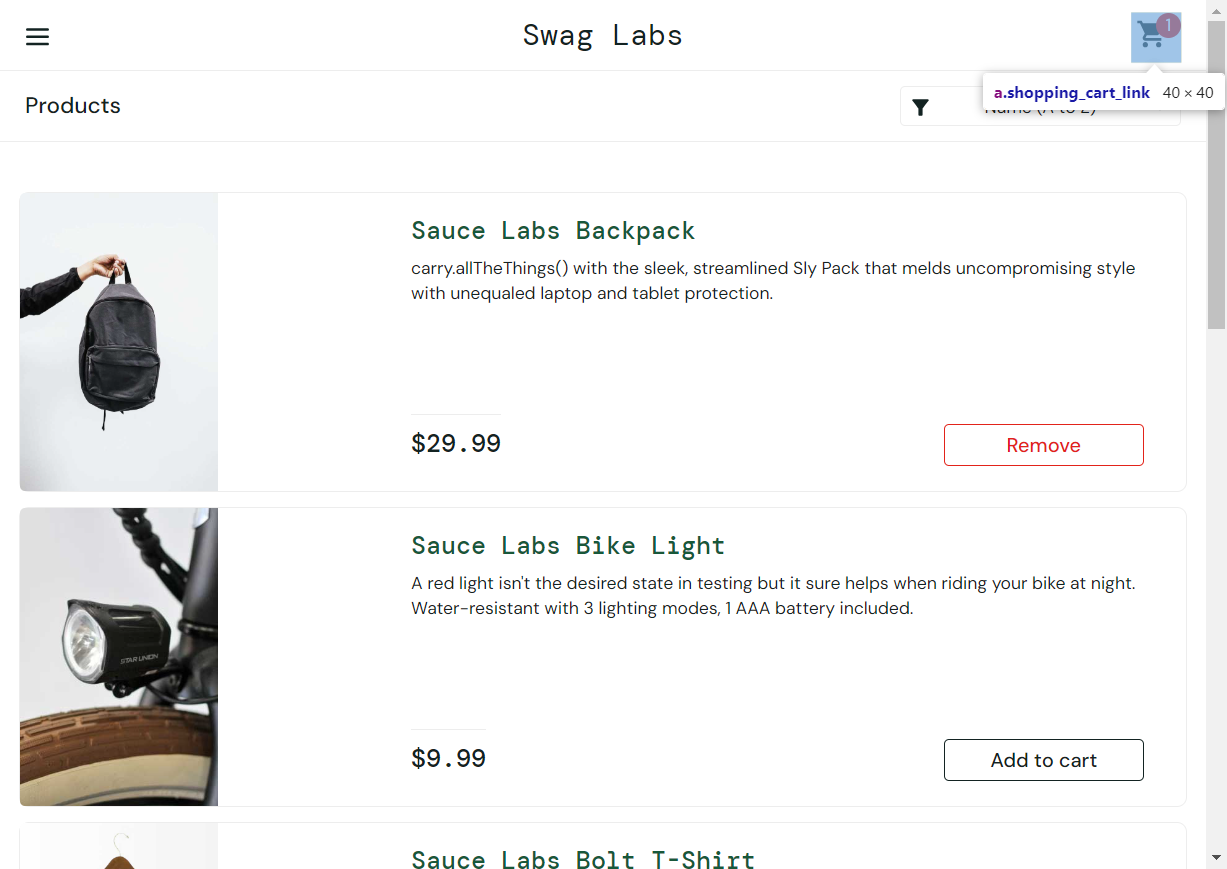 Swag Labs
1
a.shopping_cart_link 40 × 40
Products
Name (A to Z)
Sauce Labs Backpack
carry.allTheThings() with the sleek, streamlined Sly Pack that melds uncompromising style
with unequaled laptop and tablet protection.
$29.99
Remove
Sauce Labs Bike Light
A red light isn't the desired state in testing but it sure helps when riding your bike at night.
Water-resistant with 3 lighting modes, 1 AAA battery included.
STAR UNION
$9.99
Add to cart
Sauce Labs Bolt T-Shirt